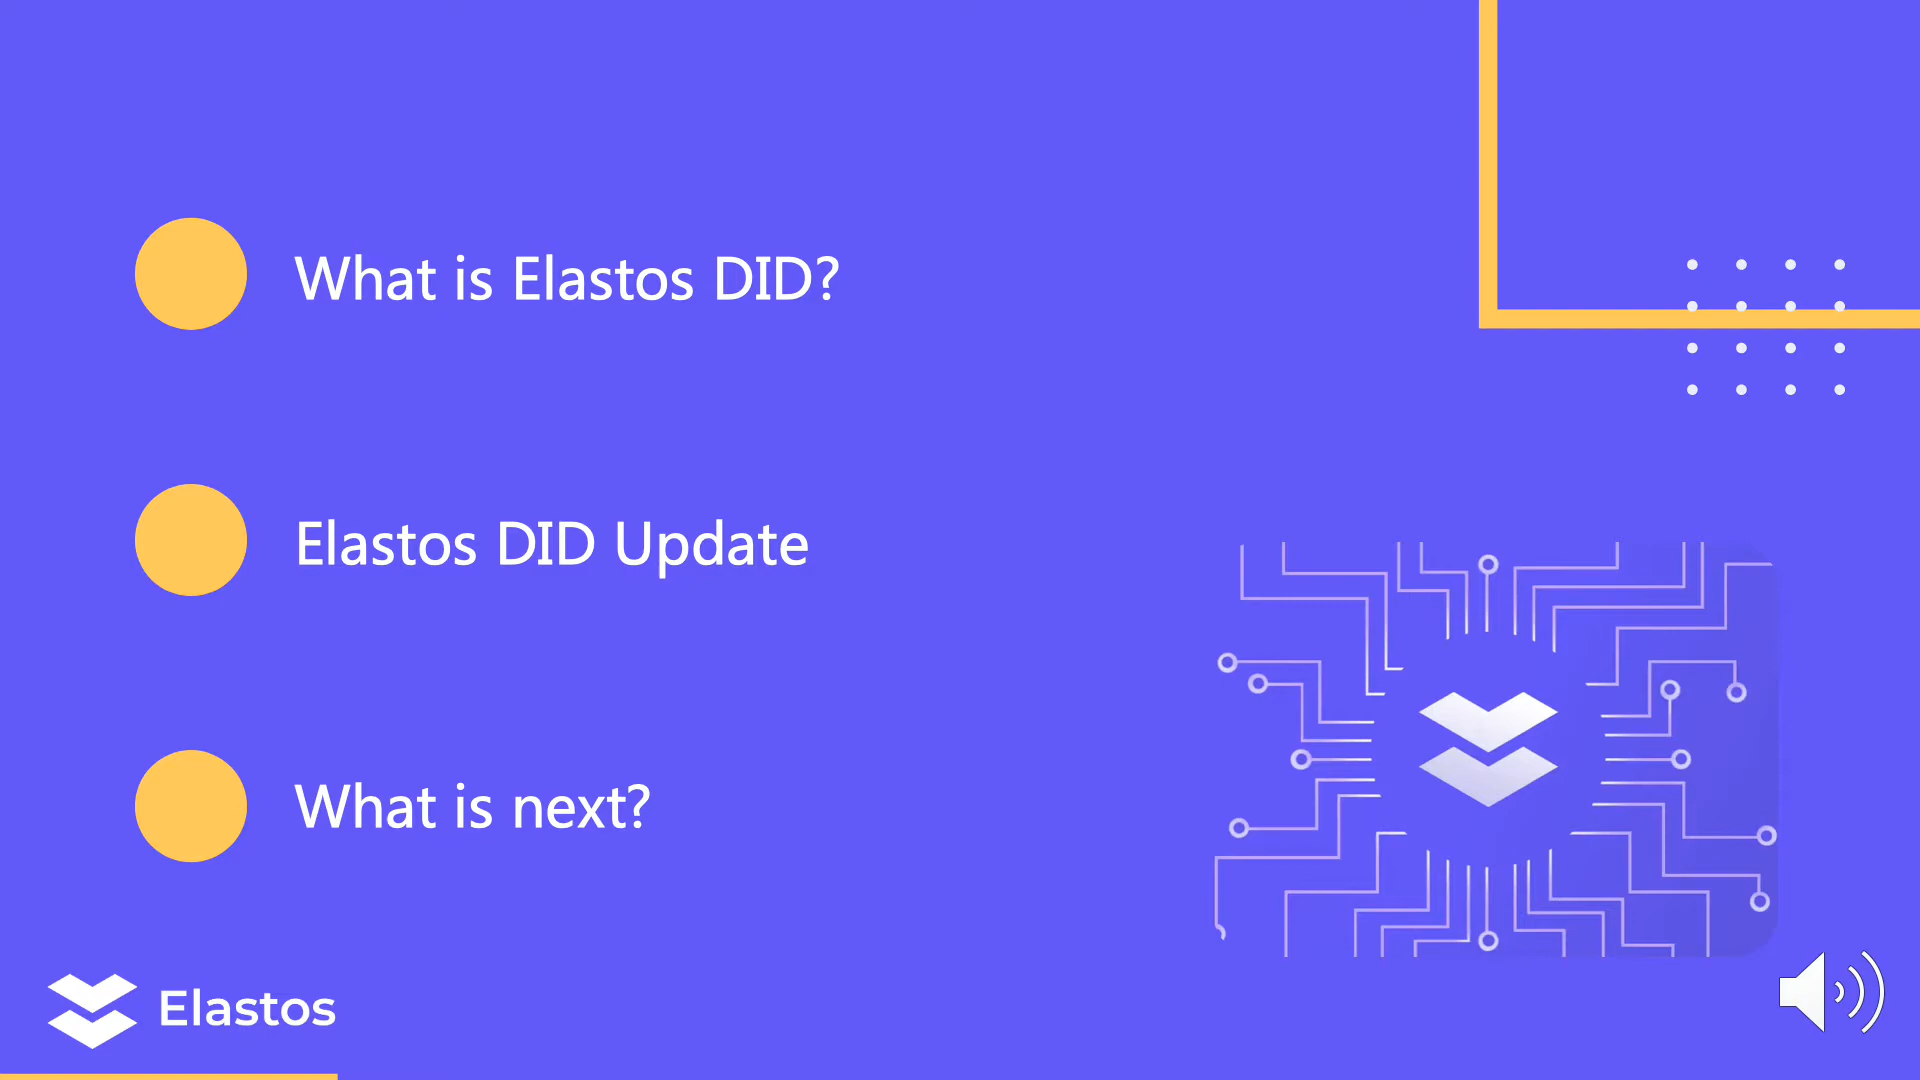 What is Elastos DID?
Elastos DID Update
What is next?
Elastos